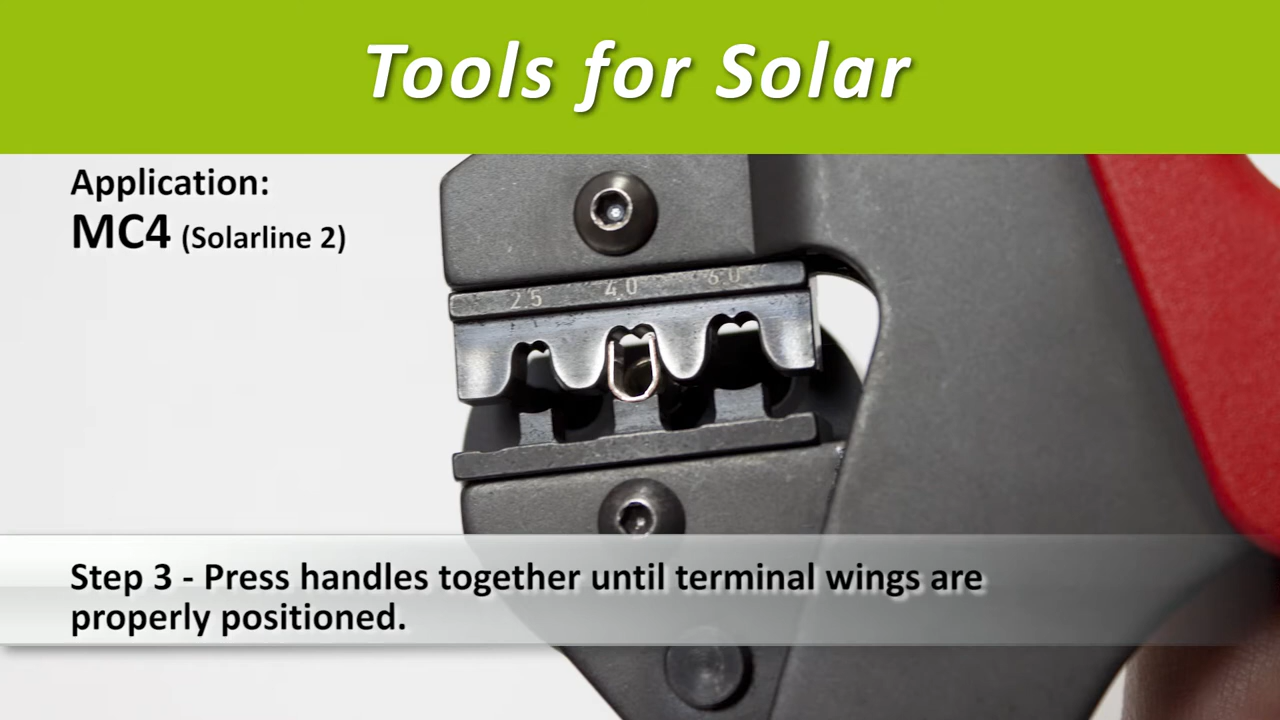 Tools for Solar
Application:
MC4 (Solarline 2)
2.5 4.0 6.0
Step 3 - Press handles together until terminal wings are
properly positioned.